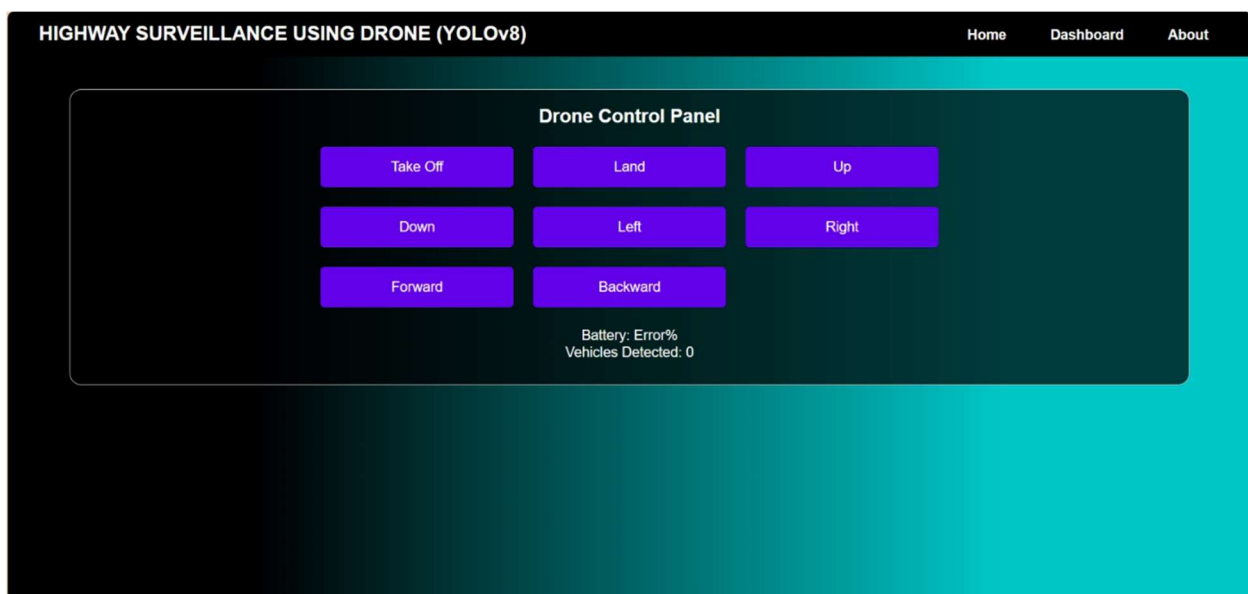 HIGHWAY SURVEILLANCE USING DRONE (YOLOv8)
Home Dashboard About
Drone Control Panel
Take Off Land Up
Down Left Right
Forward Backward
Battery: Error%
Vehicles Detected: 0